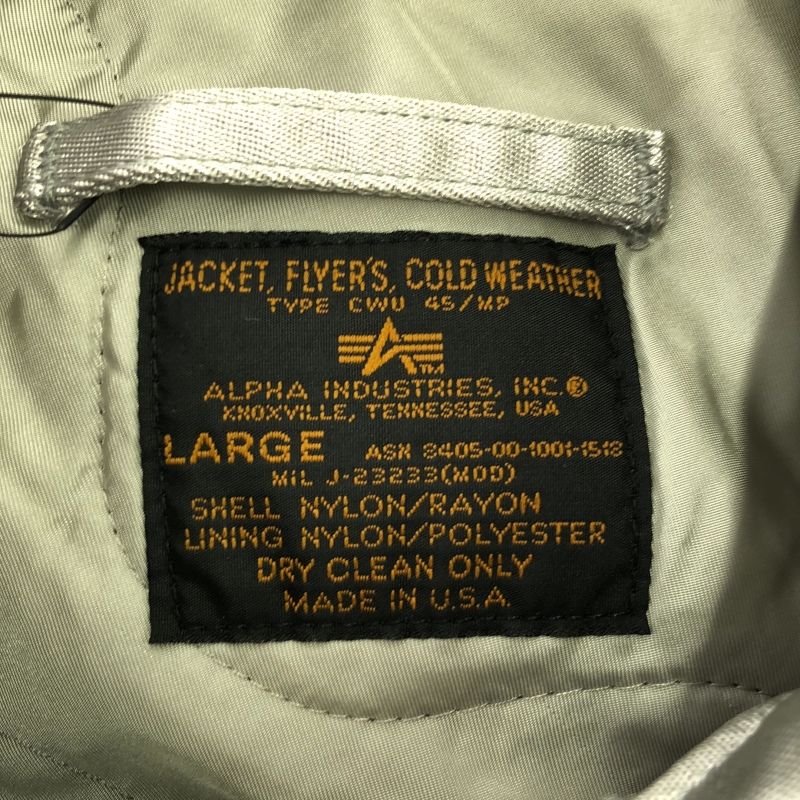 JACKET, FLYER'S, COLD WEATHER
TYPE CWU 45/MP
ALPHA INDUSTRIES, INC.®
KNOXVILLE, TENNESSEE, USA
LARGE ASN 8405-00-1001-1518
MIL J-23233(MOD)
SHELL NYLON/RAYON
LINING NYLON/POLYESTER
DRY CLEAN ONLY
MADE IN U.S.A.